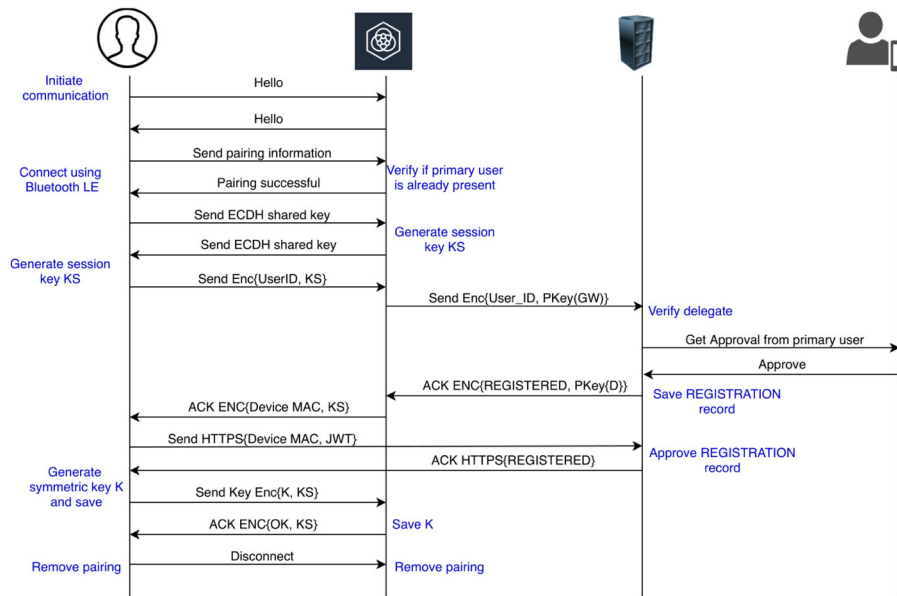 Initiate
communication
Hello
Hello
Send pairing information
Connect using
Bluetooth LE
Verify if primary user
is already present
Pairing successful
Send ECDH shared key
Generate session
key KS
Send ECDH shared key
Generate session
key KS
Send Enc{UserID, KS}
Send Enc{User_ID, PKey(GW)}
Verify delegate
Get Approval from primary user
Approve
ACK ENC{REGISTERED, PKey{D}}
Save REGISTRATION
record
ACK ENC{Device MAC, KS}
Send HTTPS{Device MAC, JWT}
Approve REGISTRATION
record
ACK HTTPS{REGISTERED}
Generate
symmetric key K
and save
Send Key Enc{K, KS}
ACK ENC{OK, KS}
Save K
Disconnect
Remove pairing
Remove pairing